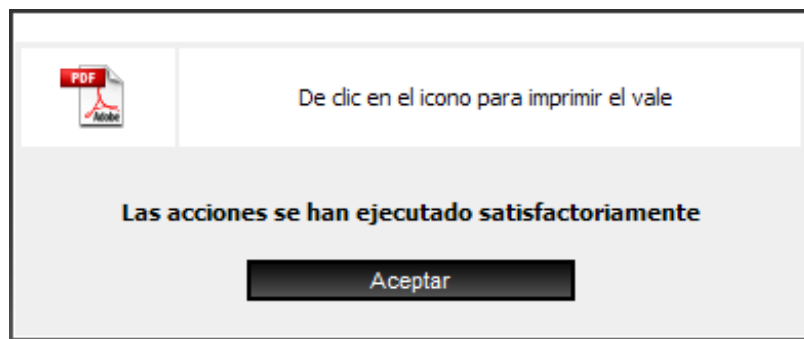 PDF
Adobe
De clic en el icono para imprimir el vale
Las acciones se han ejecutado satisfactoriamente
Aceptar